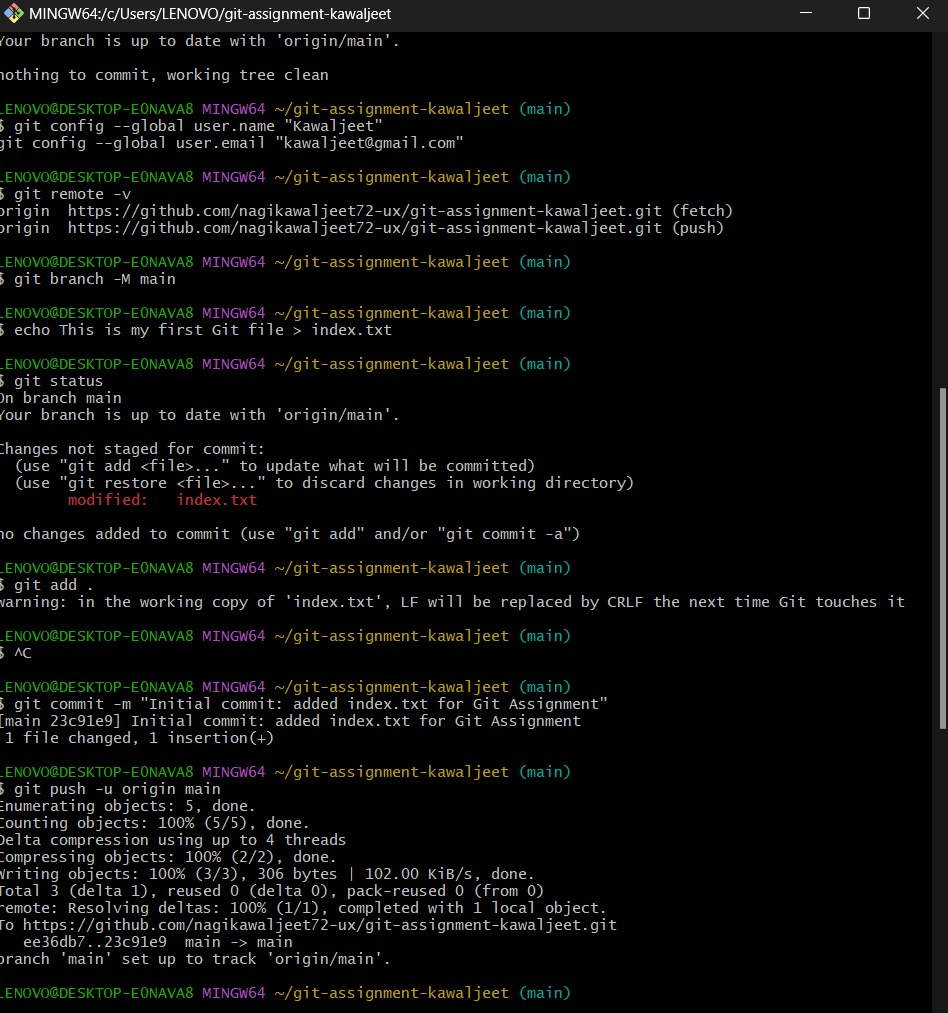 MINGW64:/c/Users/LENOVO/git-assignment-kawaljeet
Your branch is up to date with 'origin/main'.
nothing to commit, working tree clean
LENOVO@DESKTOP-E0NAVA8 MINGW64 ~/git-assignment-kawaljeet (main)
$ git config --global user.name "Kawaljeet"
git config --global user.email "kawaljeet@gmail.com"
LENOVO@DESKTOP-E0NAVA8 MINGW64 ~/git-assignment-kawaljeet (main)
$ git remote -v
origin  https://github.com/nagikawaljeet72-ux/git-assignment-kawaljeet.git (fetch)
origin  https://github.com/nagikawaljeet72-ux/git-assignment-kawaljeet.git (push)
LENOVO@DESKTOP-E0NAVA8 MINGW64 ~/git-assignment-kawaljeet (main)
$ git branch -M main
LENOVO@DESKTOP-E0NAVA8 MINGW64 ~/git-assignment-kawaljeet (main)
$ echo This is my first Git file > index.txt
LENOVO@DESKTOP-E0NAVA8 MINGW64 ~/git-assignment-kawaljeet (main)
$ git status
On branch main
Your branch is up to date with 'origin/main'.
Changes not staged for commit:
  (use "git add <file>..." to update what will be committed)
  (use "git restore <file>..." to discard changes in working directory)
        modified:   index.txt
no changes added to commit (use "git add" and/or "git commit -a")
LENOVO@DESKTOP-E0NAVA8 MINGW64 ~/git-assignment-kawaljeet (main)
$ git add .
warning: in the working copy of 'index.txt', LF will be replaced by CRLF the next time Git touches it
LENOVO@DESKTOP-E0NAVA8 MINGW64 ~/git-assignment-kawaljeet (main)
$ ^C
LENOVO@DESKTOP-E0NAVA8 MINGW64 ~/git-assignment-kawaljeet (main)
$ git commit -m "Initial commit: added index.txt for Git Assignment"
[main 23c91e9] Initial commit: added index.txt for Git Assignment
 1 file changed, 1 insertion(+)
LENOVO@DESKTOP-E0NAVA8 MINGW64 ~/git-assignment-kawaljeet (main)
$ git push -u origin main
Enumerating objects: 5, done.
Counting objects: 100% (5/5), done.
Delta compression using up to 4 threads
Compressing objects: 100% (2/2), done.
Writing objects: 100% (3/3), 306 bytes | 102.00 KiB/s, done.
Total 3 (delta 1), reused 0 (delta 0), pack-reused 0 (from 0)
remote: Resolving deltas: 100% (1/1), completed with 1 local object.
To https://github.com/nagikawaljeet72-ux/git-assignment-kawaljeet.git
   ee36db7..23c91e9  main -> main
branch 'main' set up to track 'origin/main'.
LENOVO@DESKTOP-E0NAVA8 MINGW64 ~/git-assignment-kawaljeet (main)